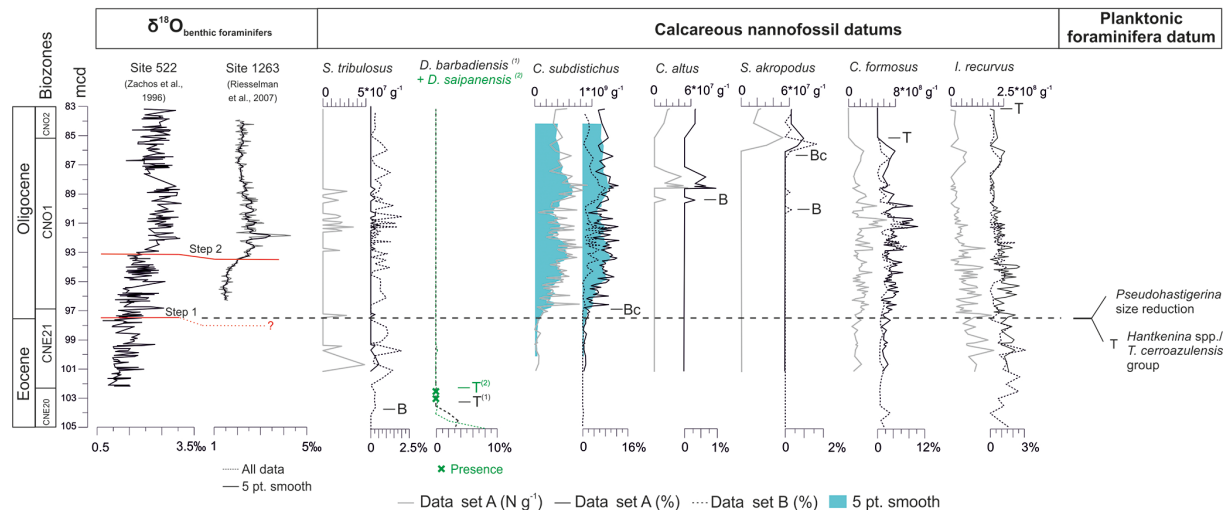 δ18O benthic foraminifers
Calcareous nannofossil datums
Planktonic
foraminifera datum
Biozones
mcd
Site 522
(Zachos et al.,
1996)
Site 1263
(Riesselman
et al., 2007)
S. tribulosus
D. barbadiensis (1)
+ D. saipanensis (2)
C. subdistichus
C. altus
S. akropodus
C. formosus
I. recurvus
0 5*10⁷ g⁻¹
0 1*10⁹ g⁻¹
0 6*10⁷ g⁻¹
0 6*10⁷ g⁻¹
0 8*10⁸ g⁻¹
0 2.5*10⁸ g⁻¹
Oligocene
Eocene
CNO2
CNO1
CNE21
CNE20
83
85
87
89
91
93
95
97
99
101
103
105
Step 2
Step 1
?
B
T(2)
T(1)
Bc
B
Bc
B
T
T
Pseudohastigerina
size reduction
T
Hantkenina spp./
T. cerroazulensis
group
0.5 3.5‰
1 5‰
0 2.5%
0 10%
0 16%
0 1%
0 2%
0 12%
0 3%
All data
5 pt. smooth
Presence
Data set A (N g⁻¹)
Data set A (%)
Data set B (%)
5 pt. smooth